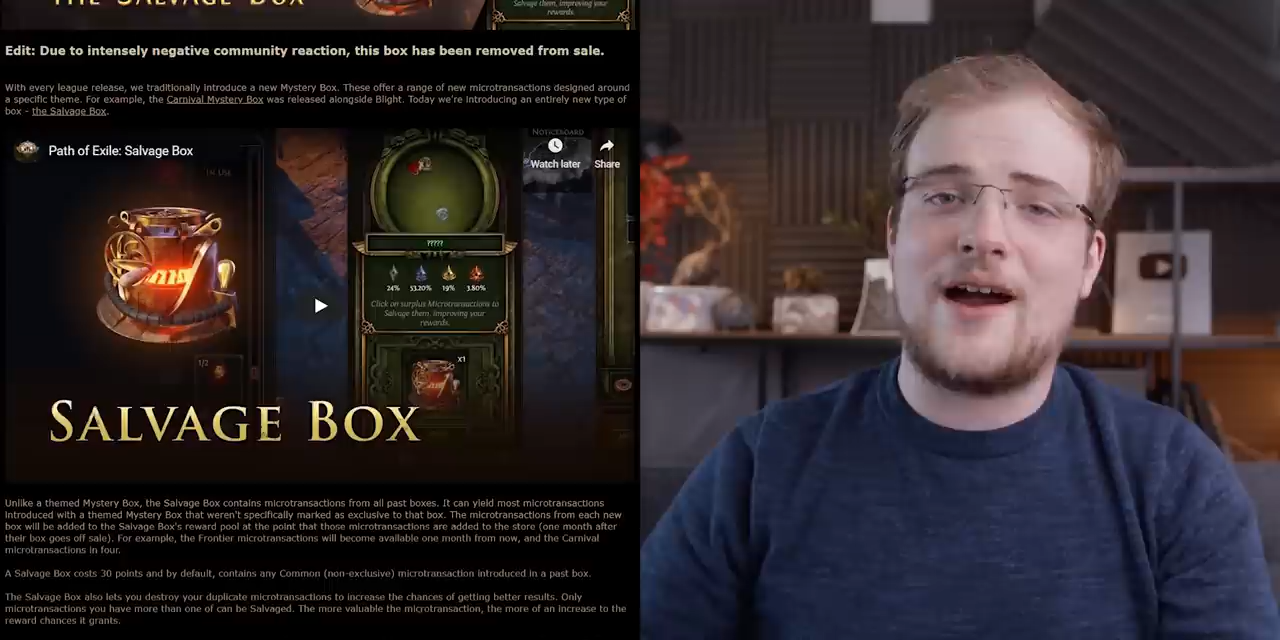 THE SALVAGE BOX
Salvage them, improving your
rewards.
Edit: Due to intensely negative community reaction, this box has been removed from sale.
With every league release, we traditionally introduce a new Mystery Box. These offer a range of new microtransactions designed around
a specific theme. For example, the Carnival Mystery Box was released alongside Blight. Today we're introducing an entirely new type of
box - the Salvage Box.
Path of Exile: Salvage Box
IN USE
NOTICEBOARD
Watch later
Share
?????
24% 53.20% 19% 3.80%
Click on surplus Microtransactions to
Salvage them, improving your
rewards.
1/2
x1
SALVAGE BOX
Unlike a themed Mystery Box, the Salvage Box contains microtransactions from all past boxes. It can yield most microtransactions
introduced with a themed Mystery Box that weren't specifically marked as exclusive to that box. The microtransactions from each new
box will be added to the Salvage Box's reward pool at the point that those microtransactions are added to the store (one month after
their box goes off sale). For example, the Frontier microtransactions will become available one month from now, and the Carnival
microtransactions in four.
A Salvage Box costs 30 points and by default, contains any Common (non-exclusive) microtransaction introduced in a past box.
The Salvage Box also lets you destroy your duplicate microtransactions to increase the chances of getting better results. Only
microtransactions you have more than one of can be Salvaged. The more valuable the microtransaction, the more of an increase to the
reward chances it grants.